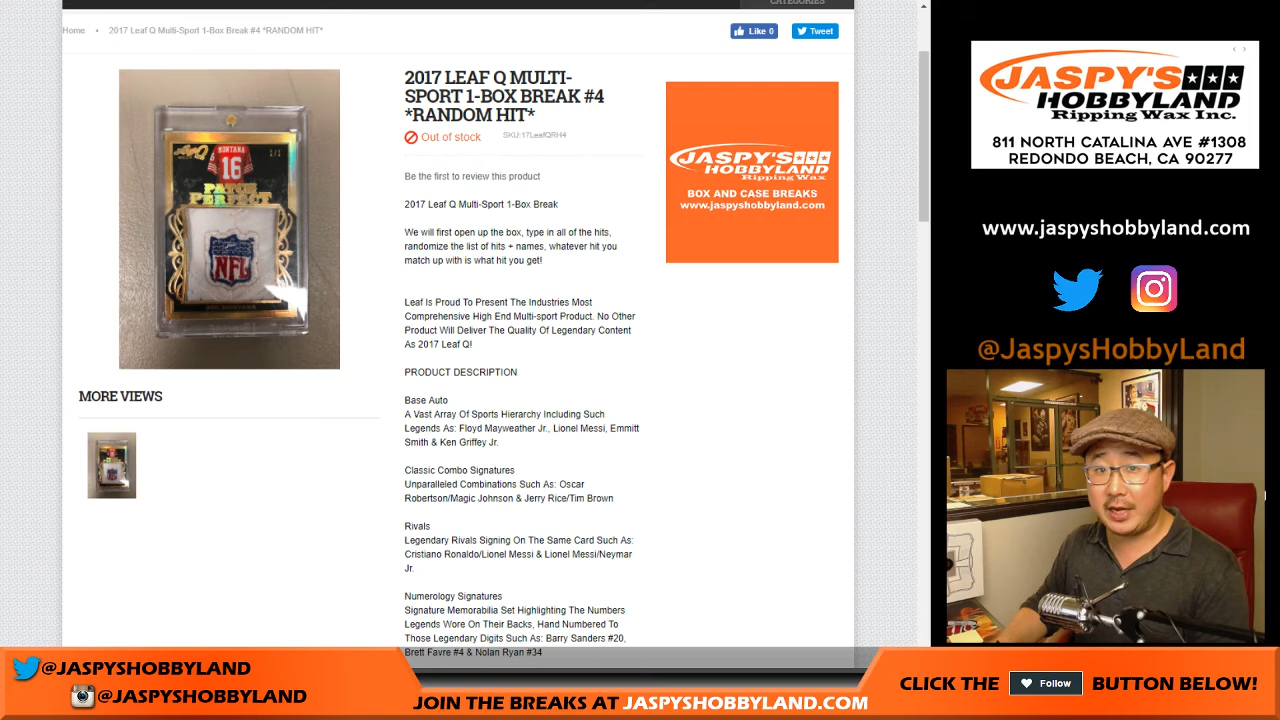 CATEGORIES
Home • 2017 Leaf Q Multi-Sport 1-Box Break #4 *RANDOM HIT*
Like 0
Tweet
2017 LEAF Q MULTI-
SPORT 1-BOX BREAK #4
*RANDOM HIT*
Out of stock
SKU:17LeafQRH4
Be the first to review this product
2017 Leaf Q Multi-Sport 1-Box Break
We will first open up the box, type in all of the hits,
randomize the list of hits + names, whatever hit you
match up with is what hit you get!
Leaf Is Proud To Present The Industries Most
Comprehensive High End Multi-sport Product. No Other
Product Will Deliver The Quality Of Legendary Content
As 2017 Leaf Q!
PRODUCT DESCRIPTION
Base Auto
A Vast Array Of Sports Hierarchy Including Such
Legends As: Floyd Mayweather Jr., Lionel Messi, Emmitt
Smith & Ken Griffey Jr.
Classic Combo Signatures
Unparalleled Combinations Such As: Oscar
Robertson/Magic Johnson & Jerry Rice/Tim Brown
Rivals
Legendary Rivals Signing On The Same Card Such As:
Cristiano Ronaldo/Lionel Messi & Lionel Messi/Neymar
Jr.
Numerology Signatures
Signature Memorabilia Set Highlighting The Numbers
Legends Wore On Their Backs, Hand Numbered To
Those Legendary Digits Such As: Barry Sanders #20,
Brett Favre #4 & Nolan Ryan #34
MONTANA
16
1/1
PATCH
PERFECT
NFL
JOE MONTANA
MORE VIEWS
JASPY'S
HOBBYLAND
Ripping Wax
BOX AND CASE BREAKS
www.jaspyshobbyland.com
JASPY'S
HOBBYLAND
Ripping Wax Inc.
811 NORTH CATALINA AVE #1308
REDONDO BEACH, CA 90277
www.jaspyshobbyland.com
@JaspysHobbyLand
@JASPYSHOBBYLAND
@JASPYSHOBBYLAND
JOIN THE BREAKS AT JASPYSHOBBYLAND.COM
CLICK THE Follow BUTTON BELOW!